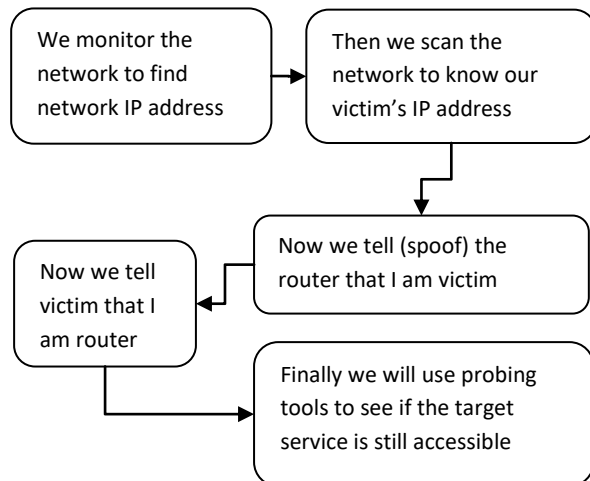 We monitor the
network to find
network IP address
Then we scan the
network to know our
victim’s IP address
Now we tell (spoof) the
router that I am victim
Now we tell
victim that I
am router
Finally we will use probing
tools to see if the target
service is still accessible